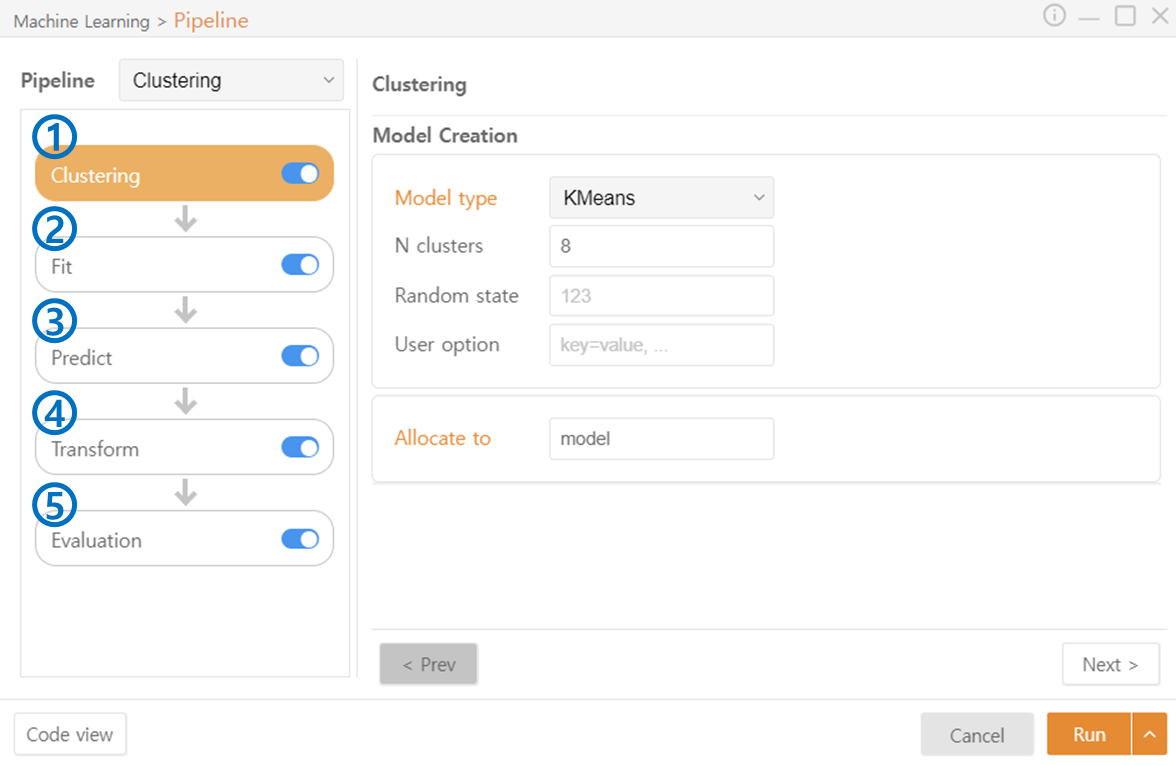 Machine Learning > Pipeline
Pipeline Clustering
① Clustering
② Fit
③ Predict
④ Transform
⑤ Evaluation
Clustering
Model Creation
Model type KMeans
N clusters 8
Random state 123
User option key=value, ...
Allocate to model
< Prev Next >
Code view Cancel Run